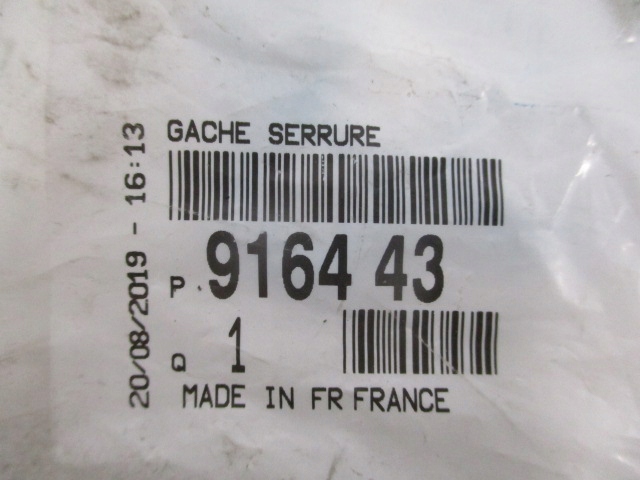 GACHE SERRURE
P 9164 43
Q 1
MADE IN FR FRANCE
20/08/2019 - 16:13